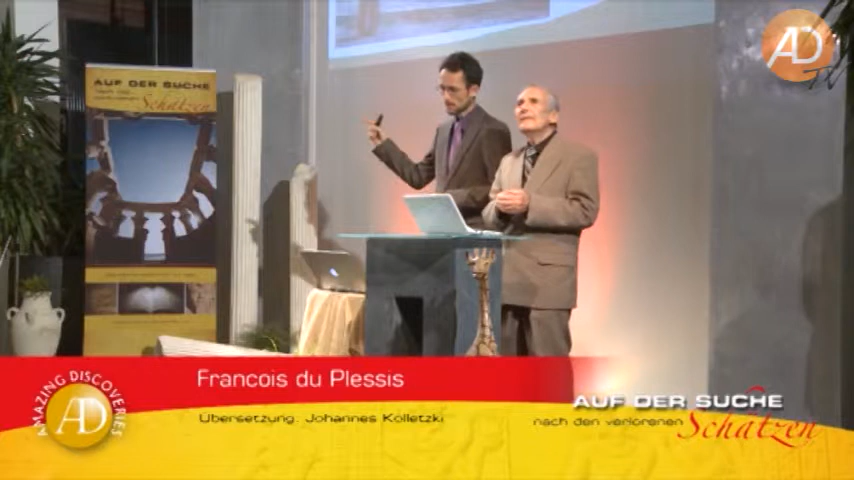 AD TV
AUF DER SUCHE
Schätzen
Francois du Plessis
Übersetzung: Johannes Kolletzki
AMAZING DISCOVERIES
AD
AUF DER SUCHE
nach den verlorenen Schätzen